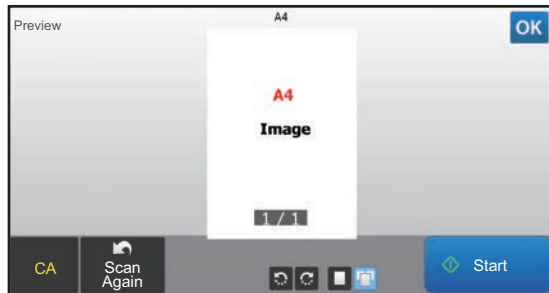 Preview
A4
OK
A4
Image
1 / 1
CA
Scan
Again
Start